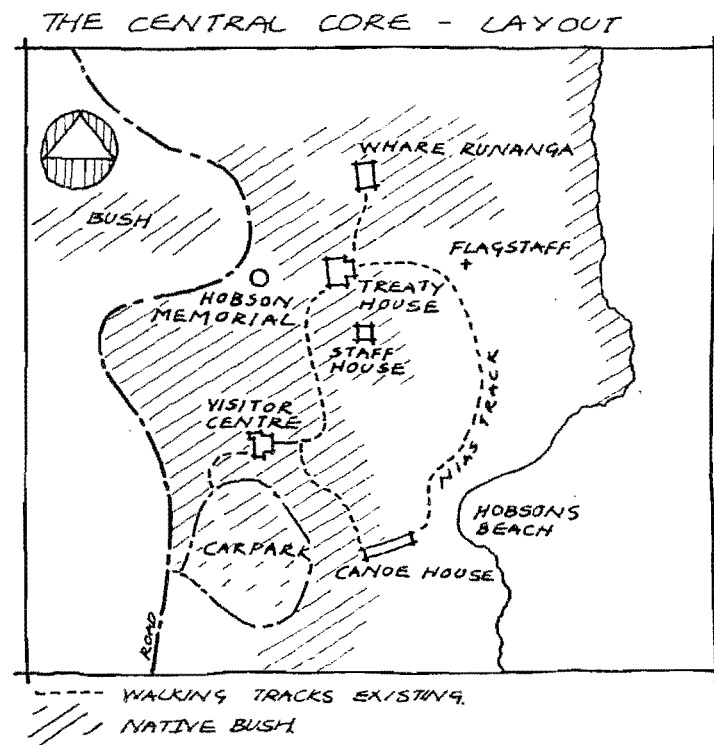 THE CENTRAL CORE - LAYOUT
WHARE RUNANGA
BUSH
FLAGSTAFF
TREATY
HOUSE
HOBSON
MEMORIAL
STAFF
HOUSE
VISITOR
CENTRE
NIAS TRACK
HOBSONS
BEACH
CARPARK
CANOE HOUSE
ROAD
WALKING TRACKS EXISTING.
NATIVE BUSH.